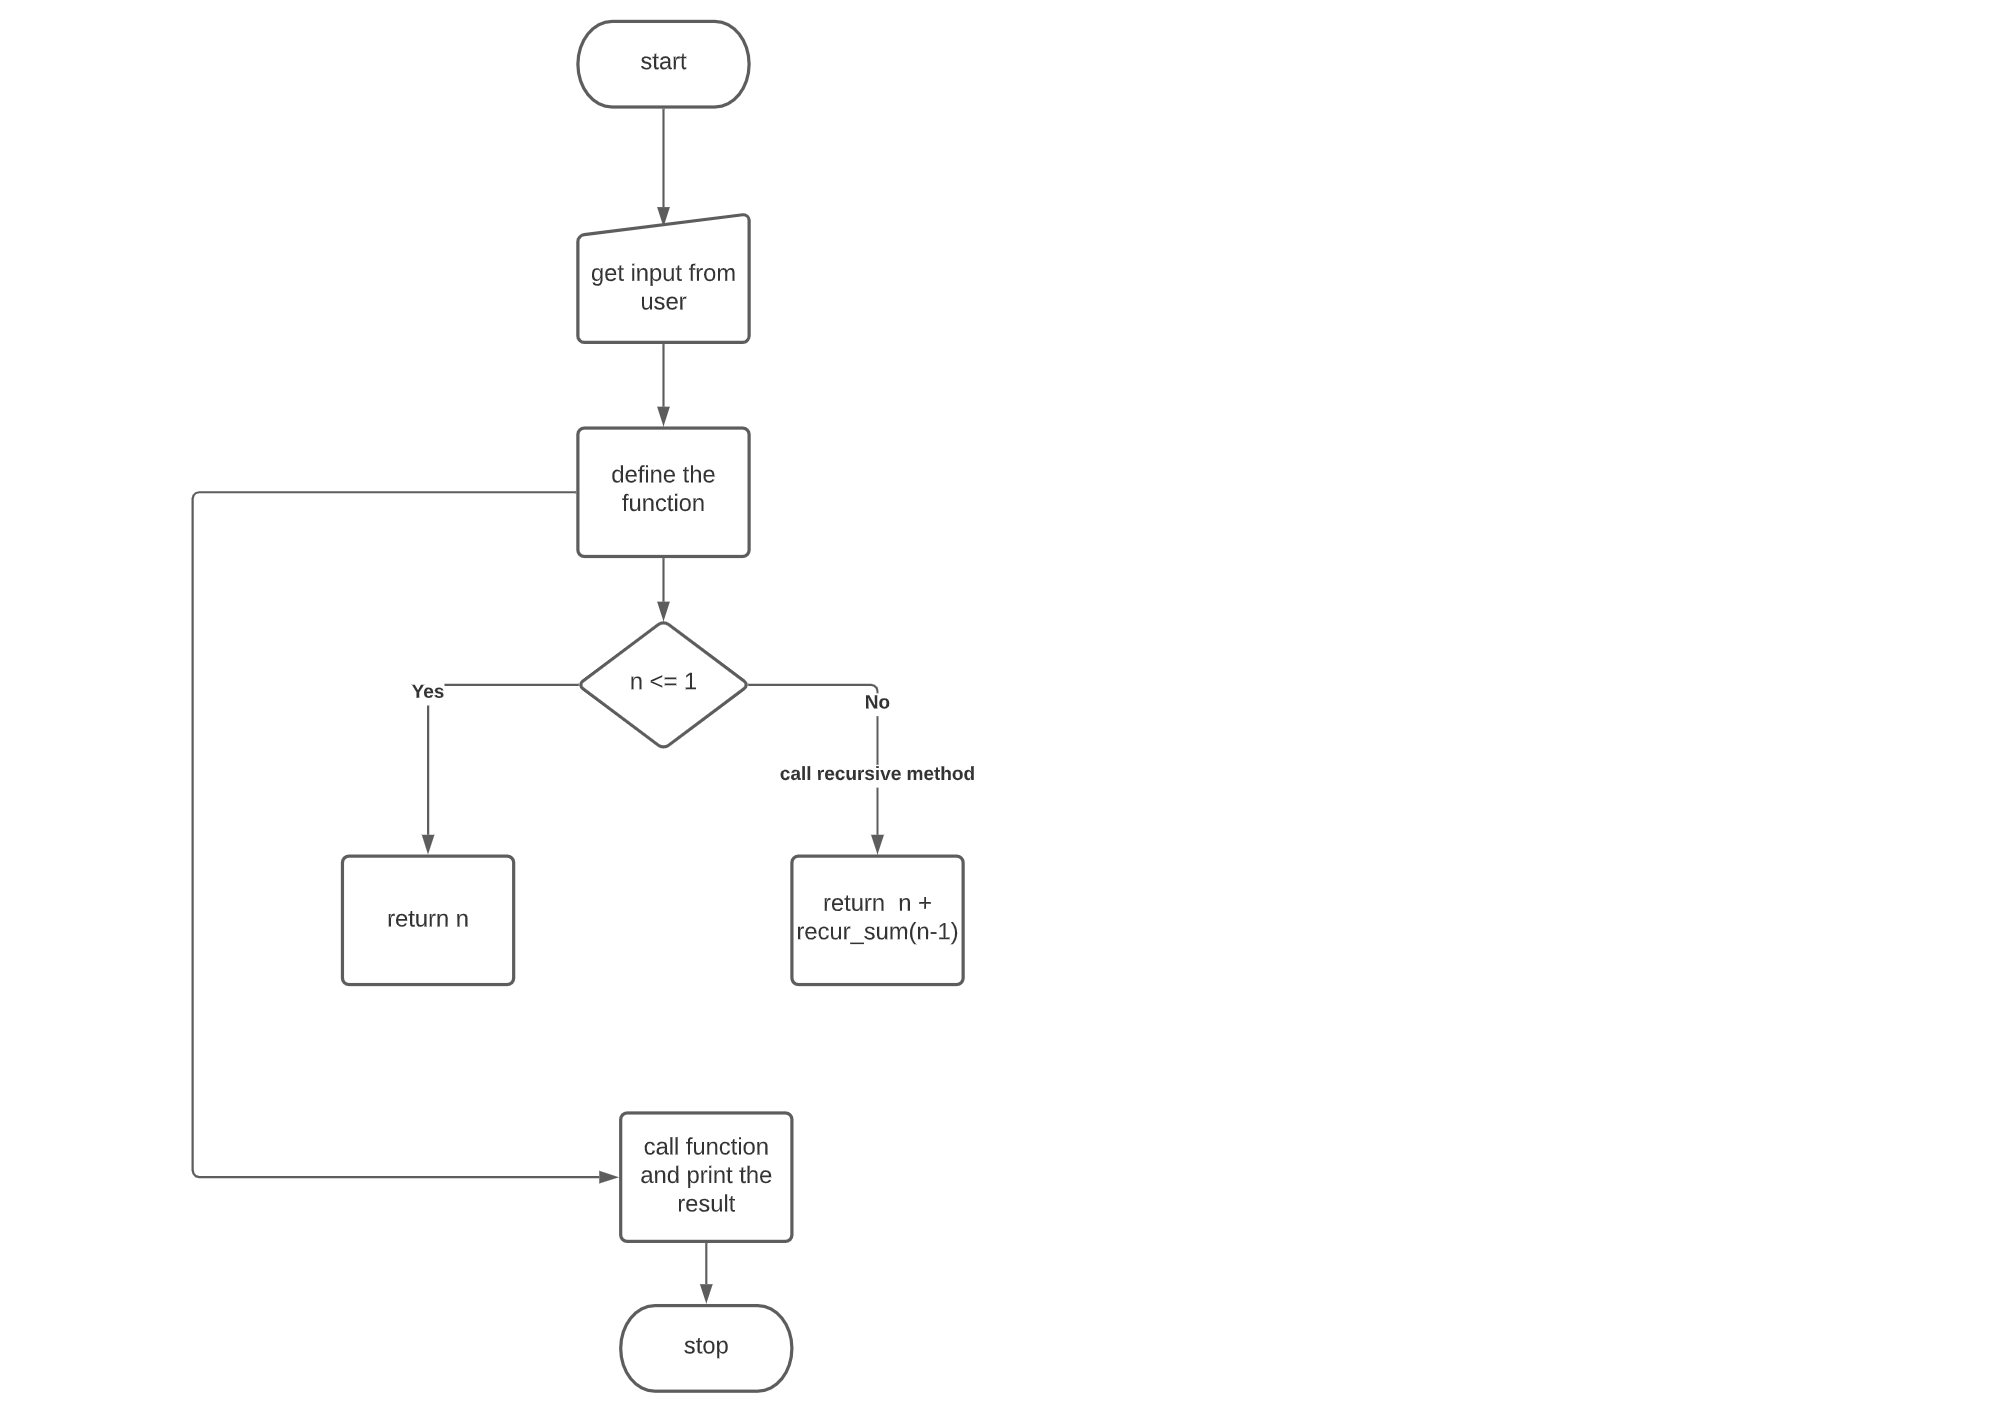 start
get input from
user
define the
function
n <= 1
Yes
No
call recursive method
return n
return  n +
recur_sum(n-1)
call function
and print the
result
stop